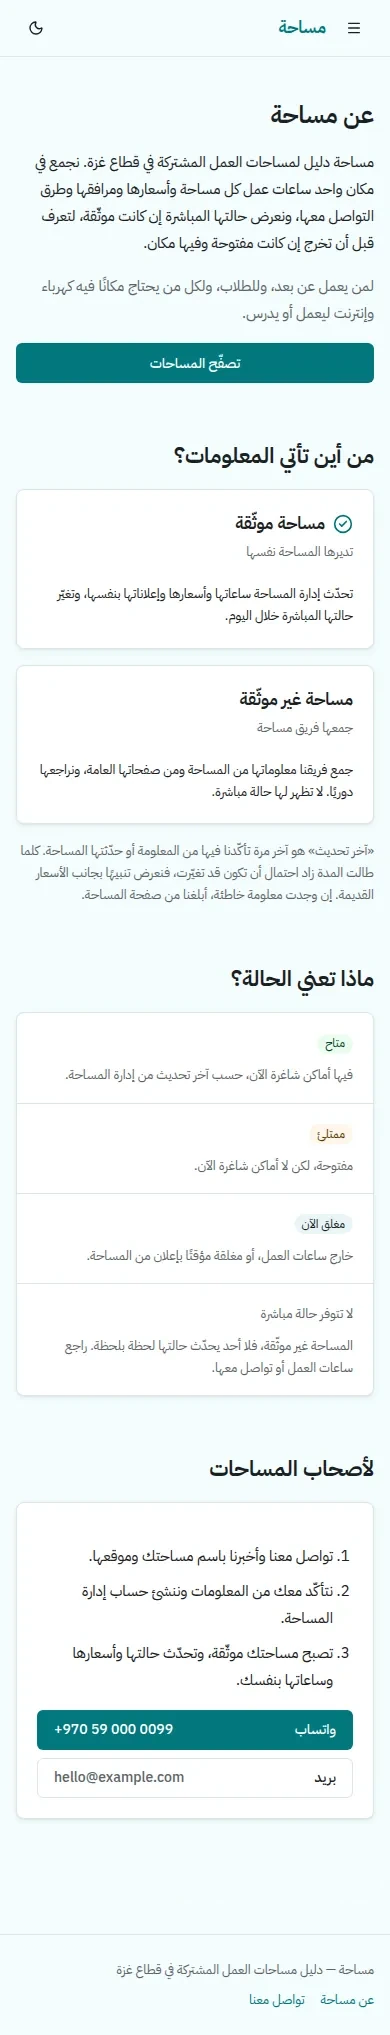 مساحة
عن مساحة
مساحة دليل لمساحات العمل المشتركة في قطاع غزة. نجمع في
مكان واحد ساعات عمل كل مساحة وأسعارها ومرافقها وطرق
التواصل معها، ونعرض حالتها المباشرة إن كانت موثّقة، لتعرف
قبل أن تخرج إن كانت مفتوحة وفيها مكان.
لمن يعمل عن بعد، وللطلاب، ولكل من يحتاج مكانًا فيه كهرباء
وإنترنت ليعمل أو يدرس.
تصفّح المساحات
من أين تأتي المعلومات؟
مساحة موثّقة
تديرها المساحة نفسها
تحدّث إدارة المساحة ساعاتها وأسعارها وإعلاناتها بنفسها، وتغيّر
حالتها المباشرة خلال اليوم.
مساحة غير موثّقة
جمعها فريق مساحة
جمع فريقنا معلوماتها من المساحة ومن صفحاتها العامة، ونراجعها
دوريًا. لا تظهر لها حالة مباشرة.
«آخر تحديث» هو آخر مرة تأكّدنا فيها من المعلومة أو حدّثتها المساحة. كلما
طالت المدة زاد احتمال أن تكون قد تغيّرت، فنعرض تنبيهًا بجانب الأسعار
القديمة. إن وجدت معلومة خاطئة، أبلغنا من صفحة المساحة.
ماذا تعني الحالة؟
متاح
فيها أماكن شاغرة الآن، حسب آخر تحديث من إدارة المساحة.
ممتلئ
مفتوحة، لكن لا أماكن شاغرة الآن.
مغلق الآن
خارج ساعات العمل، أو مغلقة مؤقتًا بإعلان من المساحة.
لا تتوفر حالة مباشرة
المساحة غير موثّقة، فلا أحد يحدّث حالتها لحظة بلحظة. راجع
ساعات العمل أو تواصل معها.
لأصحاب المساحات
1. تواصل معنا وأخبرنا باسم مساحتك وموقعها.
2. نتأكّد معك من المعلومات وننشئ حساب إدارة
المساحة.
3. تصبح مساحتك موثّقة، وتحدّث حالتها وأسعارها
وساعاتها بنفسك.
واتساب +970 59 000 0099
بريد hello@example.com
مساحة — دليل مساحات العمل المشتركة في قطاع غزة
عن مساحة تواصل معنا